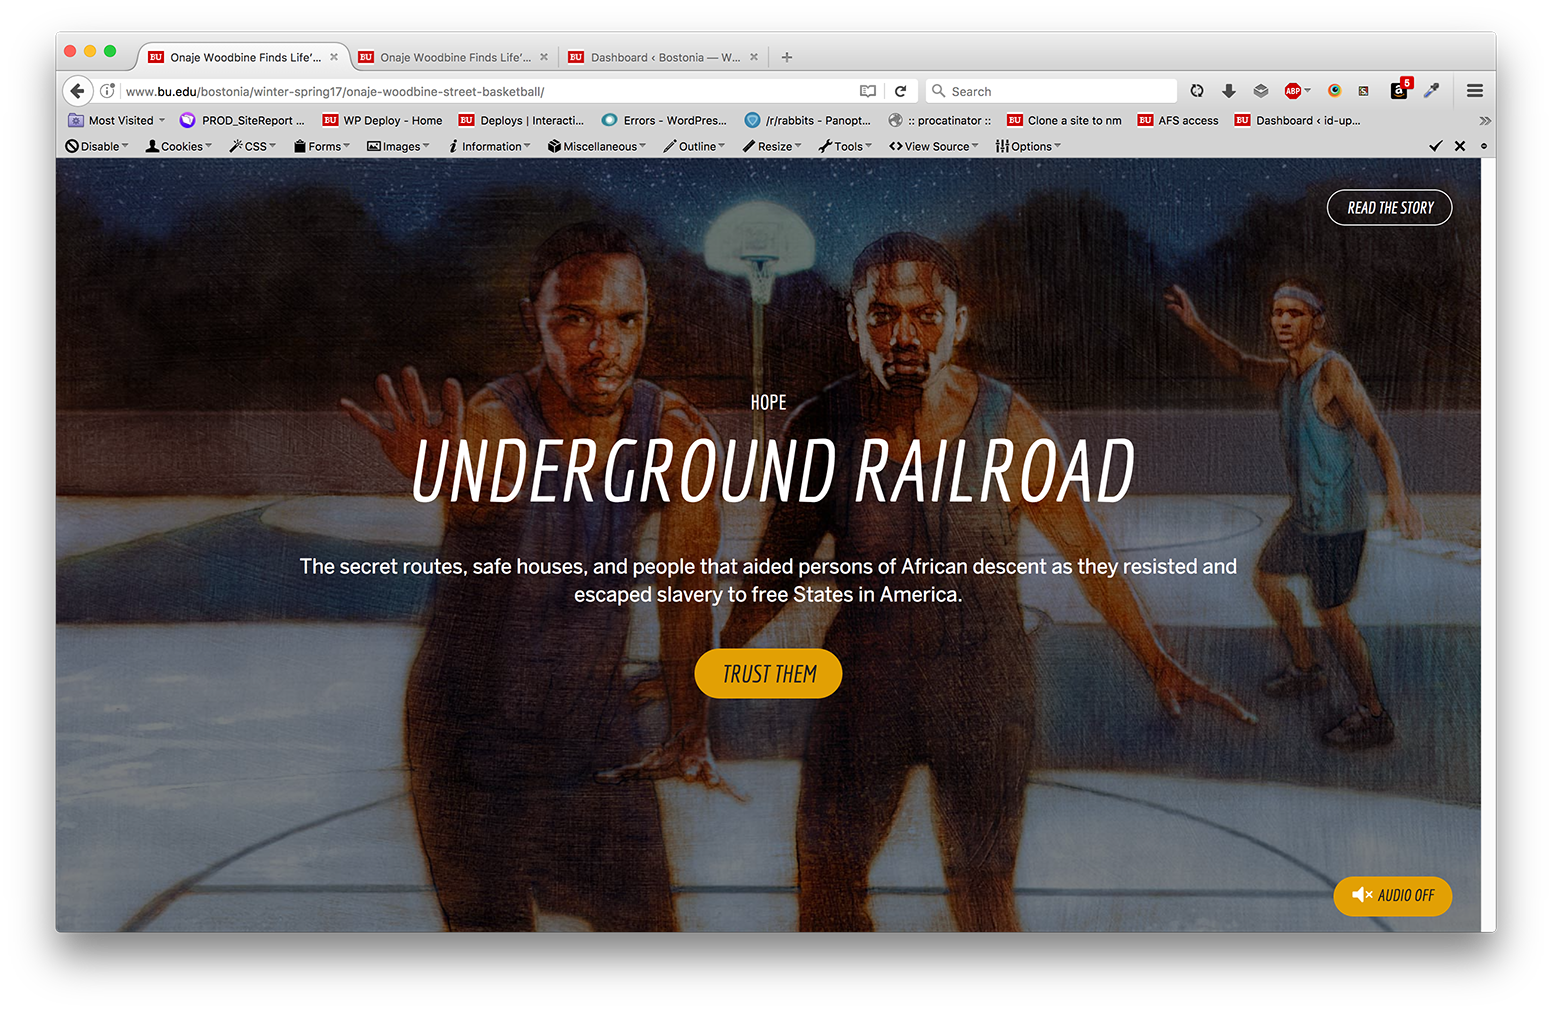 BU Onaje Woodbine Finds Life'...
BU Onaje Woodbine Finds Life'...
BU Dashboard ‹ Bostonia — W...
www.bu.edu/bostonia/winter-spring17/onaje-woodbine-street-basketball/
Search
ABP
a
5
Most Visited
PROD_SiteReport ...
BU WP Deploy - Home
BU Deploys | Interacti...
Errors - WordPres...
/r/rabbits - Panopt...
:: procatinator ::
BU Clone a site to nm
BU AFS access
BU Dashboard ‹ id-up...
Disable
Cookies
CSS
Forms
Images
Information
Miscellaneous
Outline
Resize
Tools
View Source
Options
READ THE STORY
HOPE
UNDERGROUND RAILROAD
The secret routes, safe houses, and people that aided persons of African descent as they resisted and
escaped slavery to free States in America.
TRUST THEM
AUDIO OFF